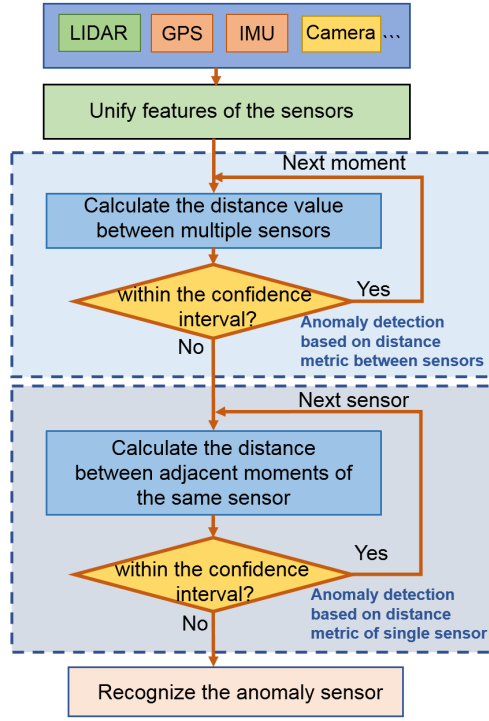 LIDAR GPS IMU Camera ...
Unify features of the sensors
Next moment
Calculate the distance value
between multiple sensors
within the confidence
interval?
Yes
Anomaly detection
based on distance
metric between sensors
No
Next sensor
Calculate the distance
between adjacent moments of
the same sensor
within the confidence
interval?
Yes
Anomaly detection
based on distance
metric of single sensor
No
Recognize the anomaly sensor